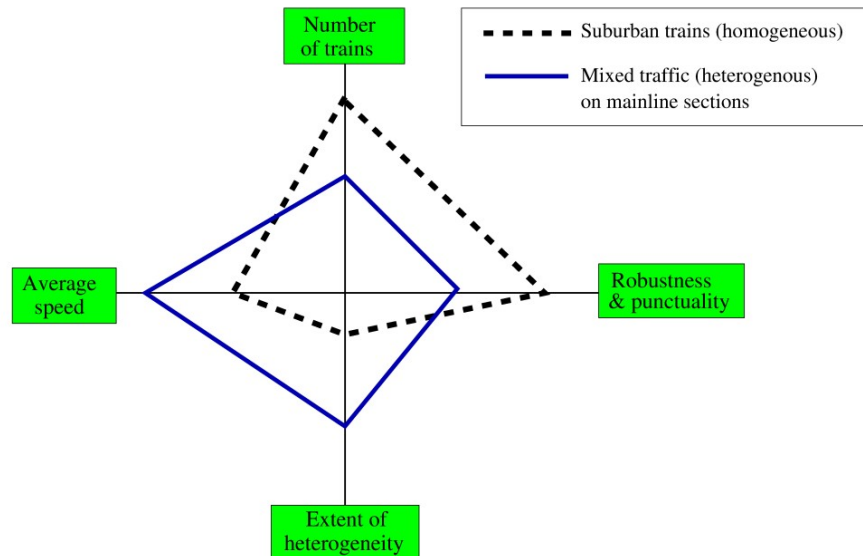 Number
of trains
Suburban trains (homogeneous)
Mixed traffic (heterogenous)
on mainline sections
Average
speed
Robustness
& punctuality
Extent of
heterogeneity